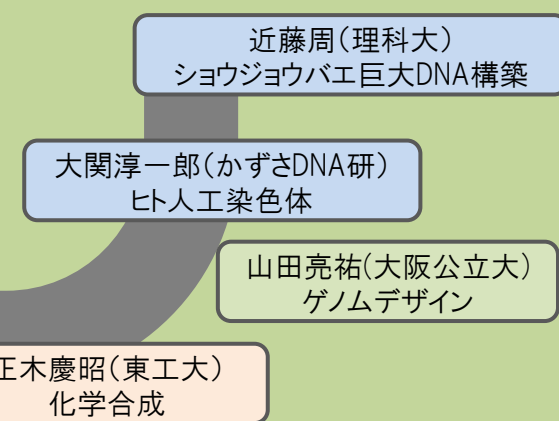 近藤周(理科大)
ショウジョウバエ巨大DNA構築
大関淳一郎(かずさDNA研)
ヒト人工染色体
山田亮祐(大阪公立大)
ゲノムデザイン
正木慶昭(東工大)
化学合成